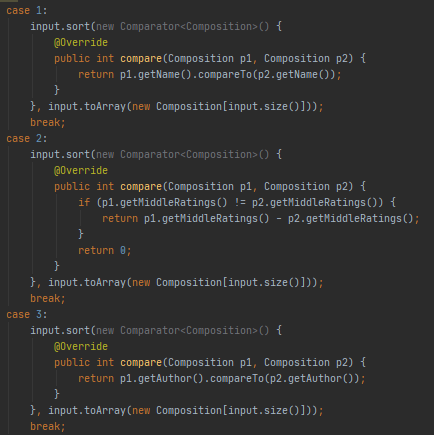 case 1:
    input.sort(new Comparator<Composition>() {
        @Override
        public int compare(Composition p1, Composition p2) {
            return p1.getName().compareTo(p2.getName());
        }
    }, input.toArray(new Composition[input.size()]));
    break;
case 2:
    input.sort(new Comparator<Composition>() {
        @Override
        public int compare(Composition p1, Composition p2) {
            if (p1.getMiddleRatings() != p2.getMiddleRatings()) {
                return p1.getMiddleRatings() - p2.getMiddleRatings();
            }
            return 0;
        }
    }, input.toArray(new Composition[input.size()]));
    break;
case 3:
    input.sort(new Comparator<Composition>() {
        @Override
        public int compare(Composition p1, Composition p2) {
            return p1.getAuthor().compareTo(p2.getAuthor());
        }
    }, input.toArray(new Composition[input.size()]));
    break;